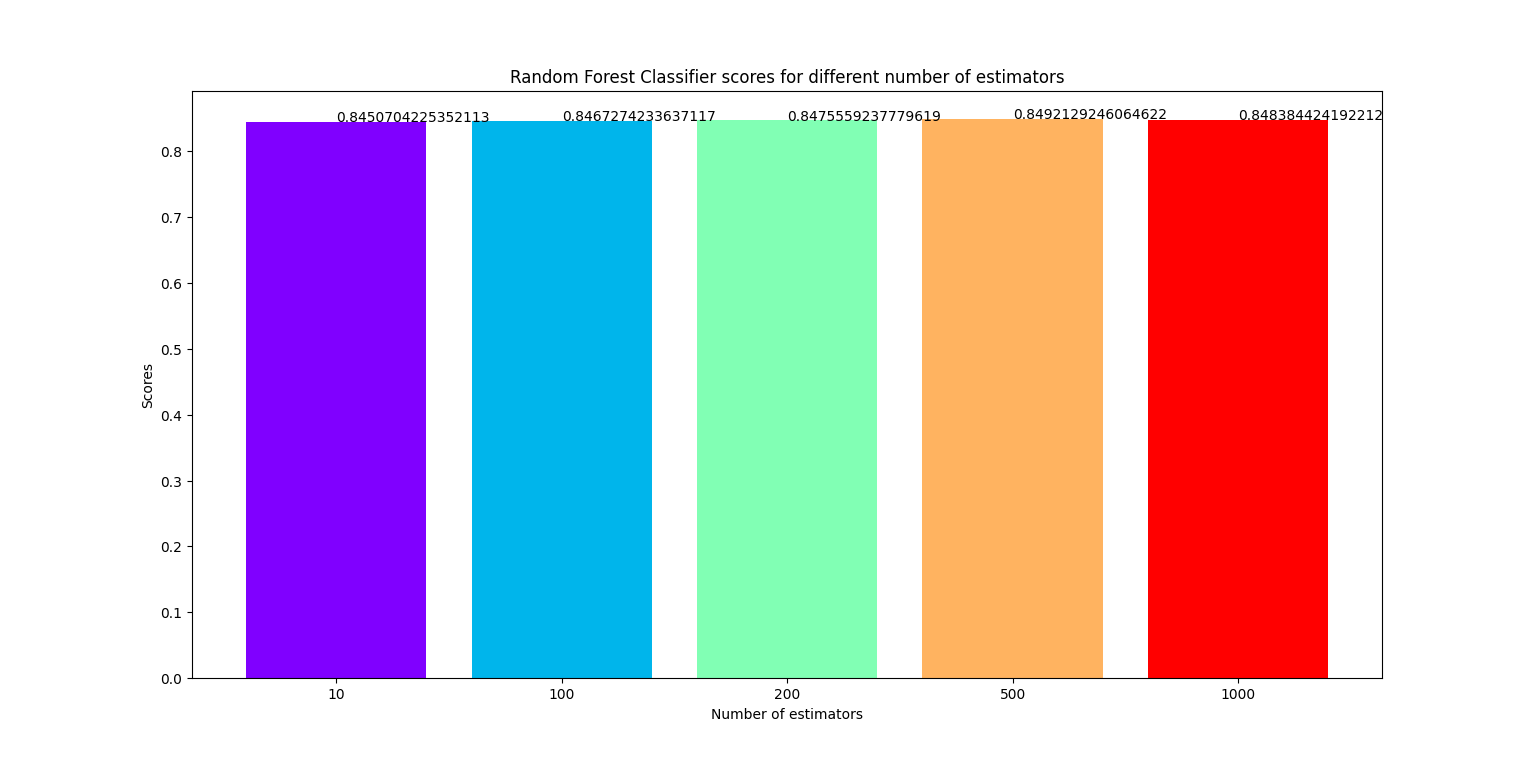 Random Forest Classifier scores for different number of estimators
0.8450704225352113 0.8467274233637117 0.8475559237779619 0.8492129246064622 0.848384424192212
0.8
0.7
0.6
0.5
0.4
0.3
0.2
0.1
0.0
Scores
10 100 200 500 1000
Number of estimators